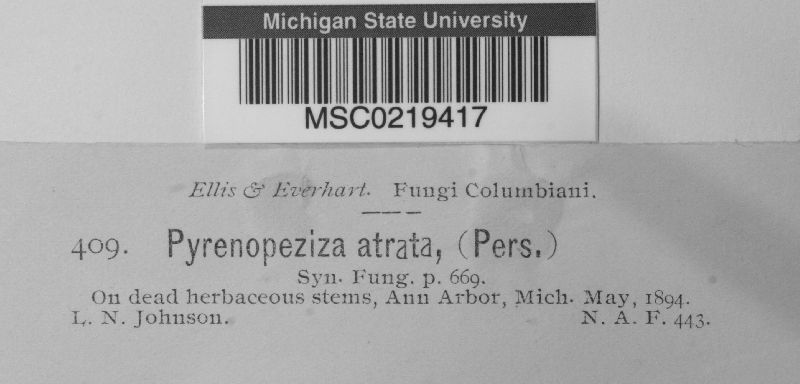 Michigan State University
MSC0219417
Ellis & Everhart. Fungi Columbiani.
409. Pyrenopeziza atrata, (Pers.)
Syn. Fung. p. 669.
On dead herbaceous stems, Ann Arbor, Mich. May, 1894.
L. N. Johnson. N. A. F. 443.